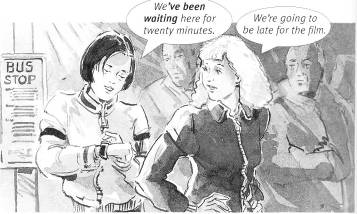 We've been
waiting here for
twenty minutes.
We're going to
be late for the film.
BUS
STOP